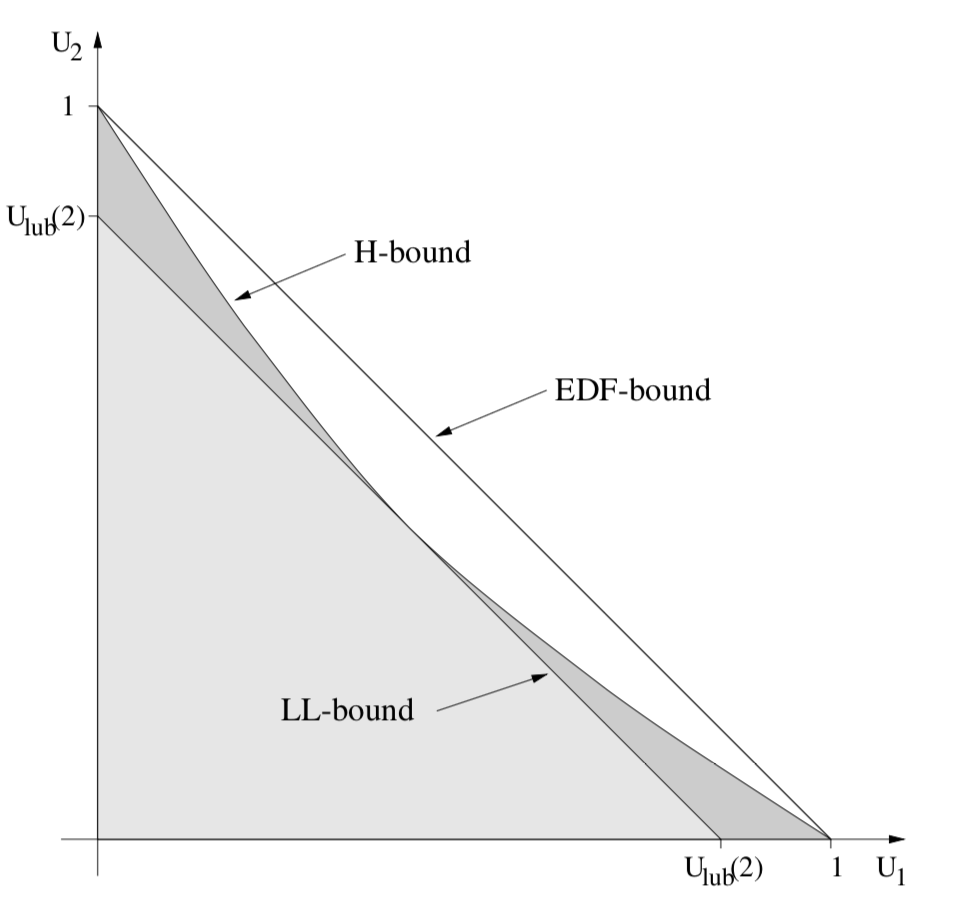 U2
1
Ulub(2)
H-bound
EDF-bound
LL-bound
Ulub(2) 1 U1